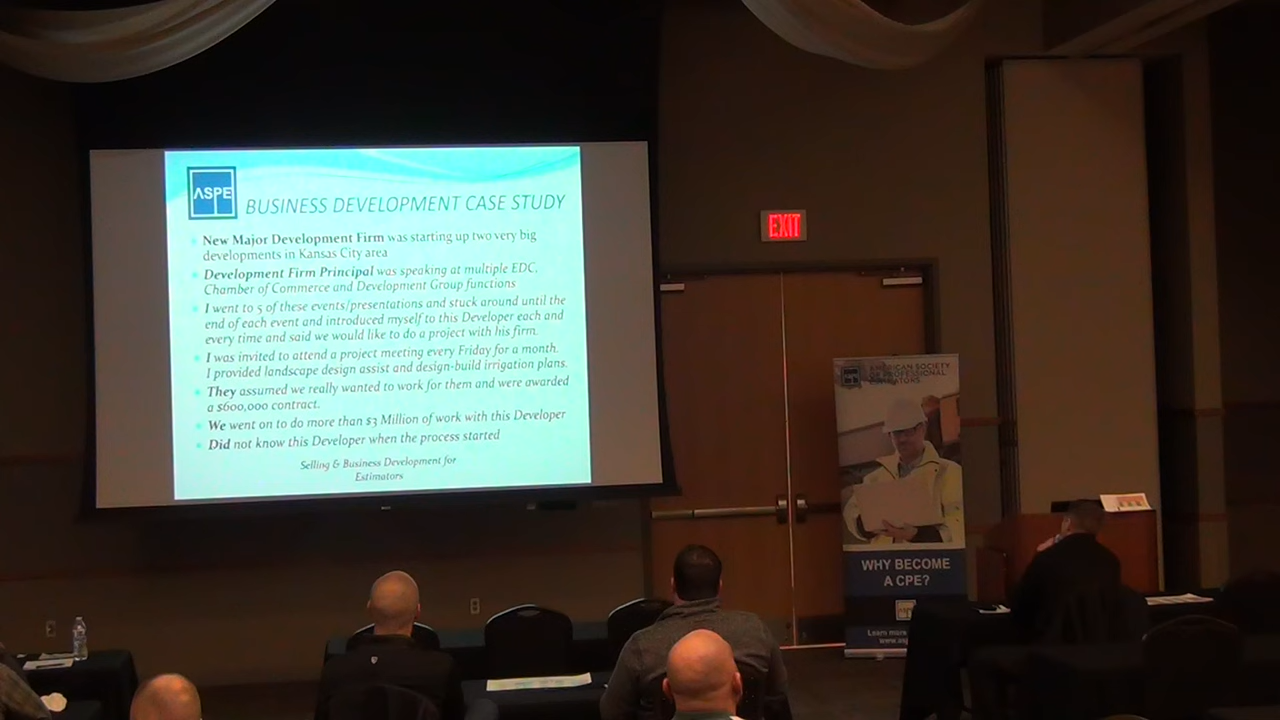 ASPE
BUSINESS DEVELOPMENT CASE STUDY
New Major Development Firm was starting up two very big
developments in Kansas City area
Development Firm Principal was speaking at multiple EDC,
Chamber of Commerce and Development Group functions
I went to 5 of these events/presentations and stuck around until the
end of each event and introduced myself to this Developer each and
every time and said we would like to do a project with his firm.
I was invited to attend a project meeting every Friday for a month.
I provided landscape design assist and design-build irrigation plans.
They assumed we really wanted to work for them and were awarded
a $600,000 contract.
We went on to do more than $3 Million of work with this Developer
Did not know this Developer when the process started
Selling & Business Development for
Estimators
EXIT
AMERICAN SOCIETY
OF PROFESSIONAL
ESTIMATORS
WHY BECOME
A CPE?
Learn more
www.asp